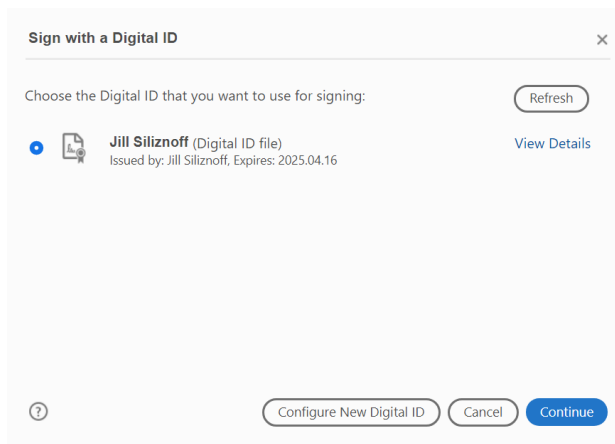 Sign with a Digital ID
Choose the Digital ID that you want to use for signing:
Refresh
Jill Siliznoff (Digital ID file)
View Details
Issued by: Jill Siliznoff, Expires: 2025.04.16
?
Configure New Digital ID
Cancel
Continue